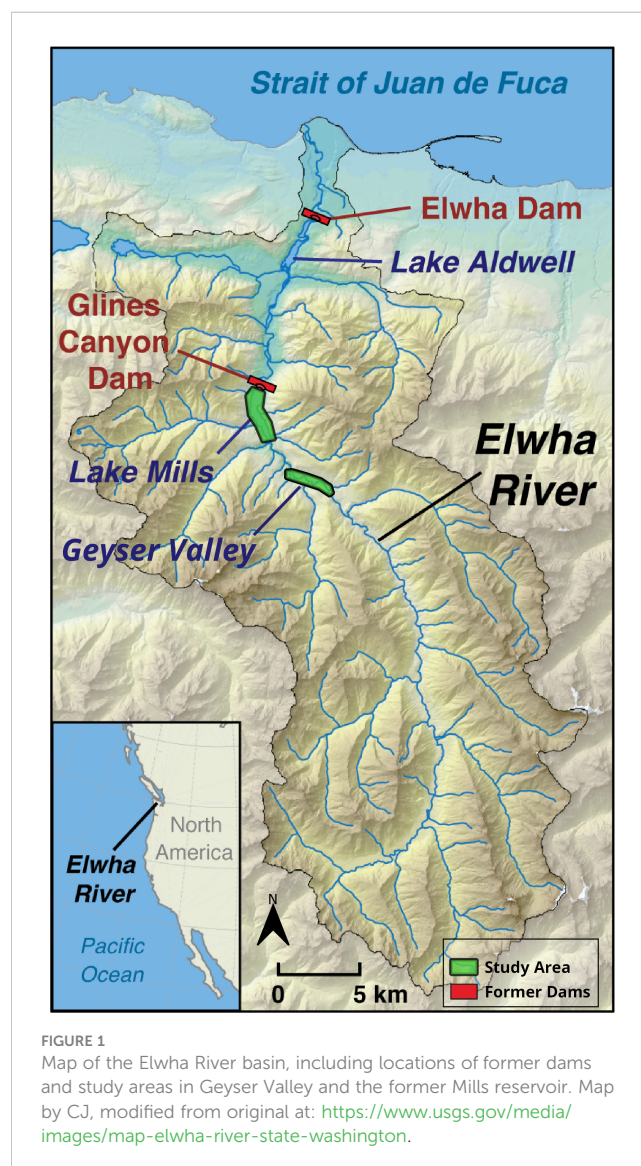 Strait of Juan de Fuca
Elwha Dam
Lake Aldwell
Glines
Canyon
Dam
Elwha
River
Lake Mills
Geyser Valley
North
America
Elwha
River
Pacific
Ocean
N
0 5 km
Study Area
Former Dams
FIGURE 1
Map of the Elwha River basin, including locations of former dams
and study areas in Geyser Valley and the former Mills reservoir. Map
by CJ, modified from original at: https://www.usgs.gov/media/
images/map-elwha-river-state-washington.